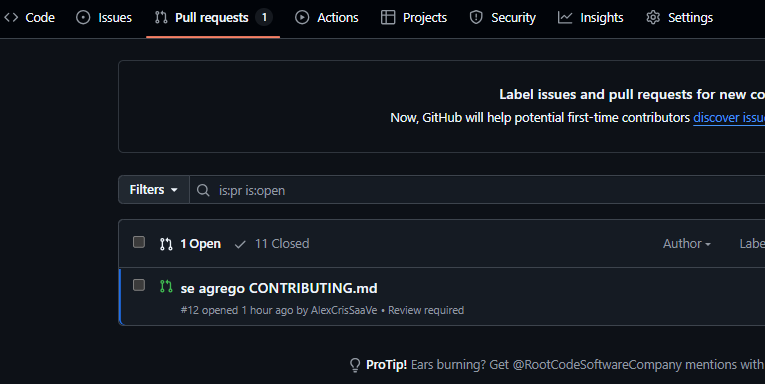 Code Issues Pull requests 1 Actions Projects Security Insights Settings
Label issues and pull requests for new co
Now, GitHub will help potential first-time contributors discover issu
Filters is:pr is:open
1 Open 11 Closed Author Labe
se agrego CONTRIBUTING.md
#12 opened 1 hour ago by AlexCrisSaaVe • Review required
ProTip! Ears burning? Get @RootCodeSoftwareCompany mentions with